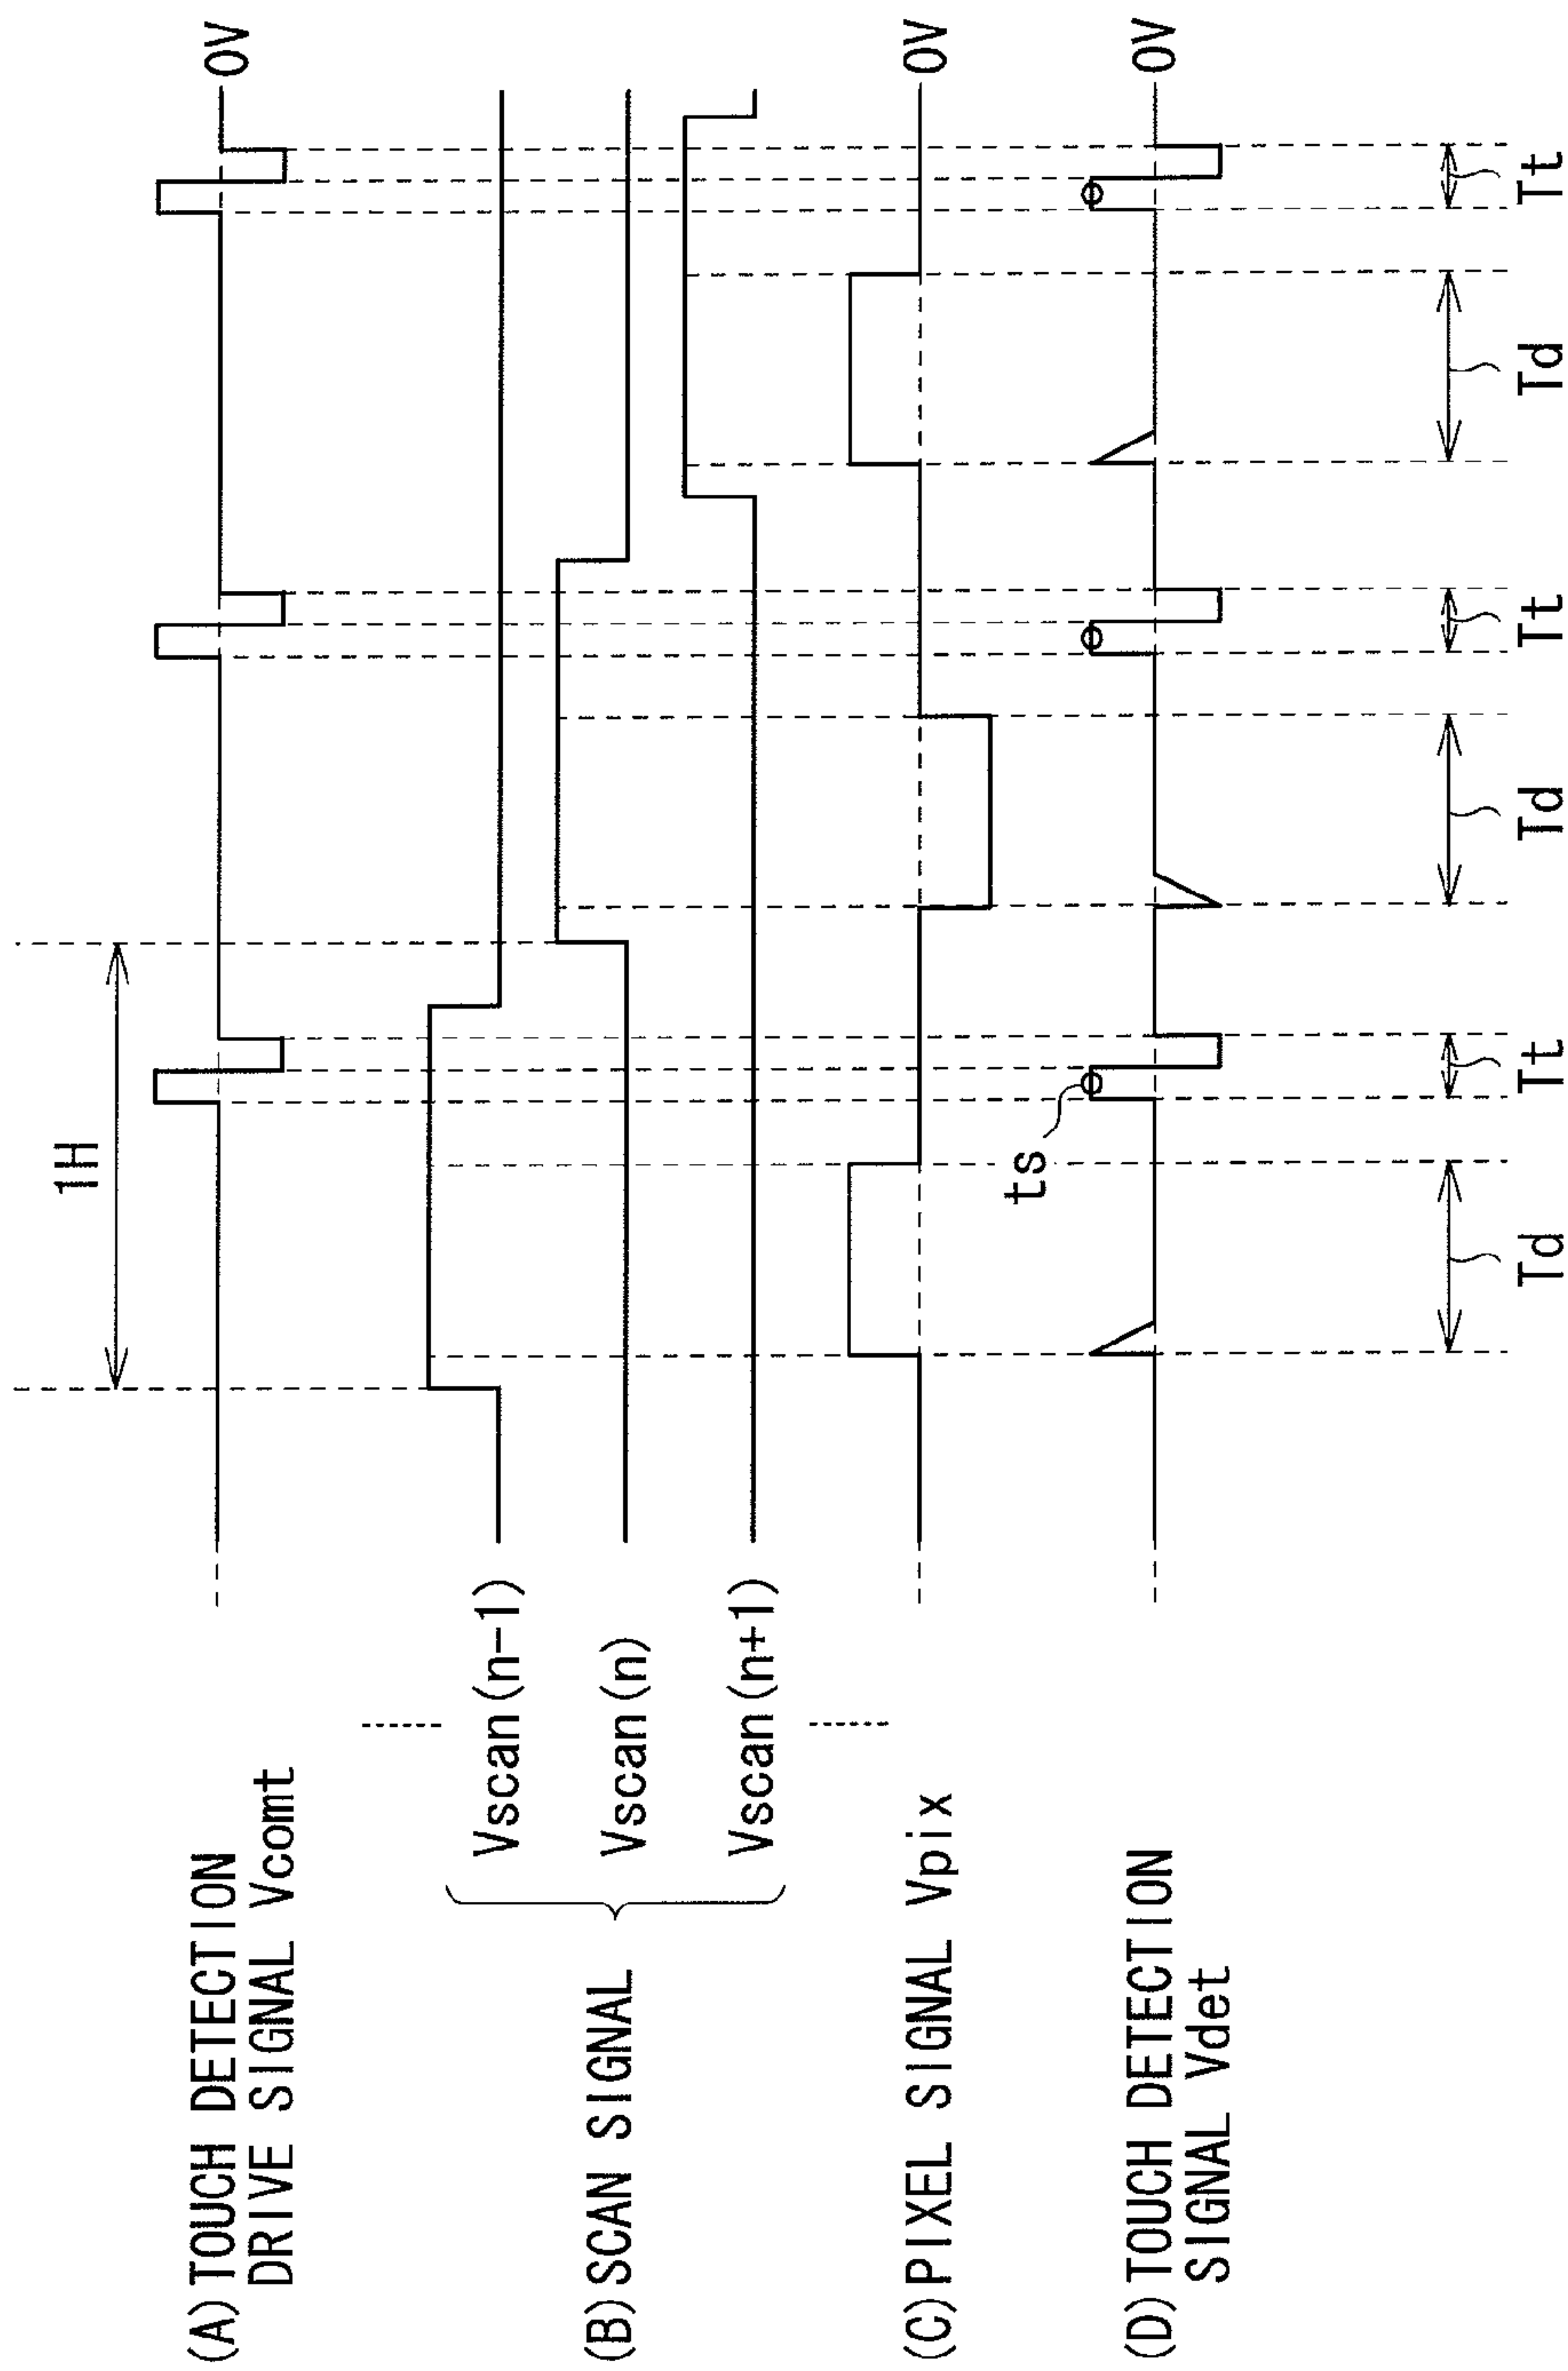 1H
(A) TOUCH DETECTION
DRIVE SIGNAL Vcomt
0V
(B) SCAN SIGNAL
Vscan(n-1)
Vscan(n)
Vscan(n+1)
(C) PIXEL SIGNAL Vpix
0V
ts
(D) TOUCH DETECTION
SIGNAL Vdet
0V
Td Tt Td Tt Td Tt